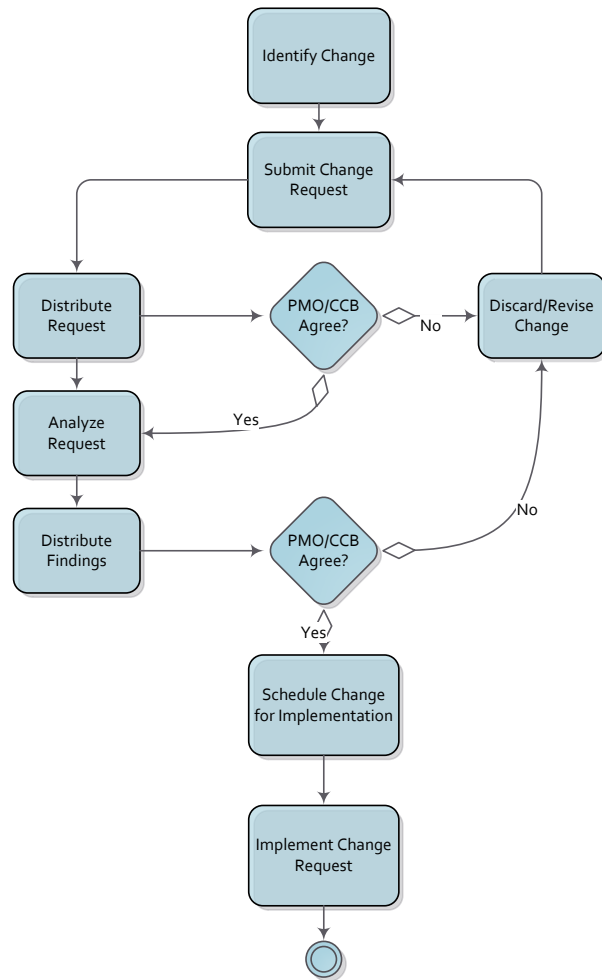 Identify Change
Submit Change
Request
Distribute
Request
PMO/CCB
Agree?
No
Discard/Revise
Change
Yes
Analyze
Request
Distribute
Findings
PMO/CCB
Agree?
No
Yes
Schedule Change
for Implementation
Implement Change
Request